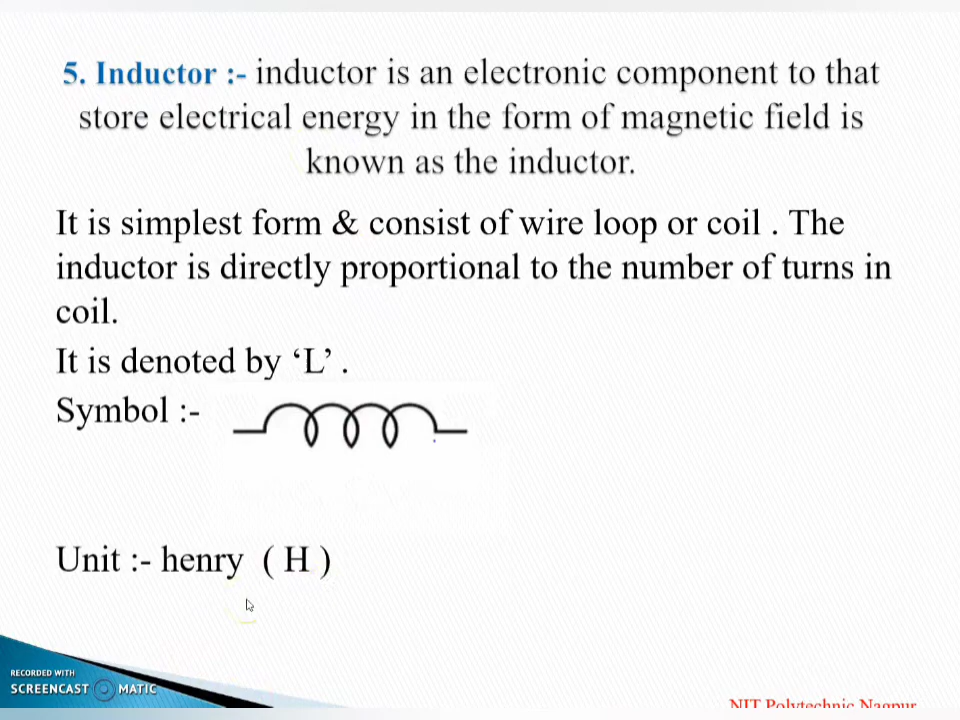 5. Inductor :- inductor is an electronic component to that
store electrical energy in the form of magnetic field is
known as the inductor.
It is simplest form & consist of wire loop or coil . The
inductor is directly proportional to the number of turns in
coil.
It is denoted by ‘L’ .
Symbol :-
Unit :- henry ( H )
RECORDED WITH
SCREENCAST MATIC
NIT Polytechnic Nagpur